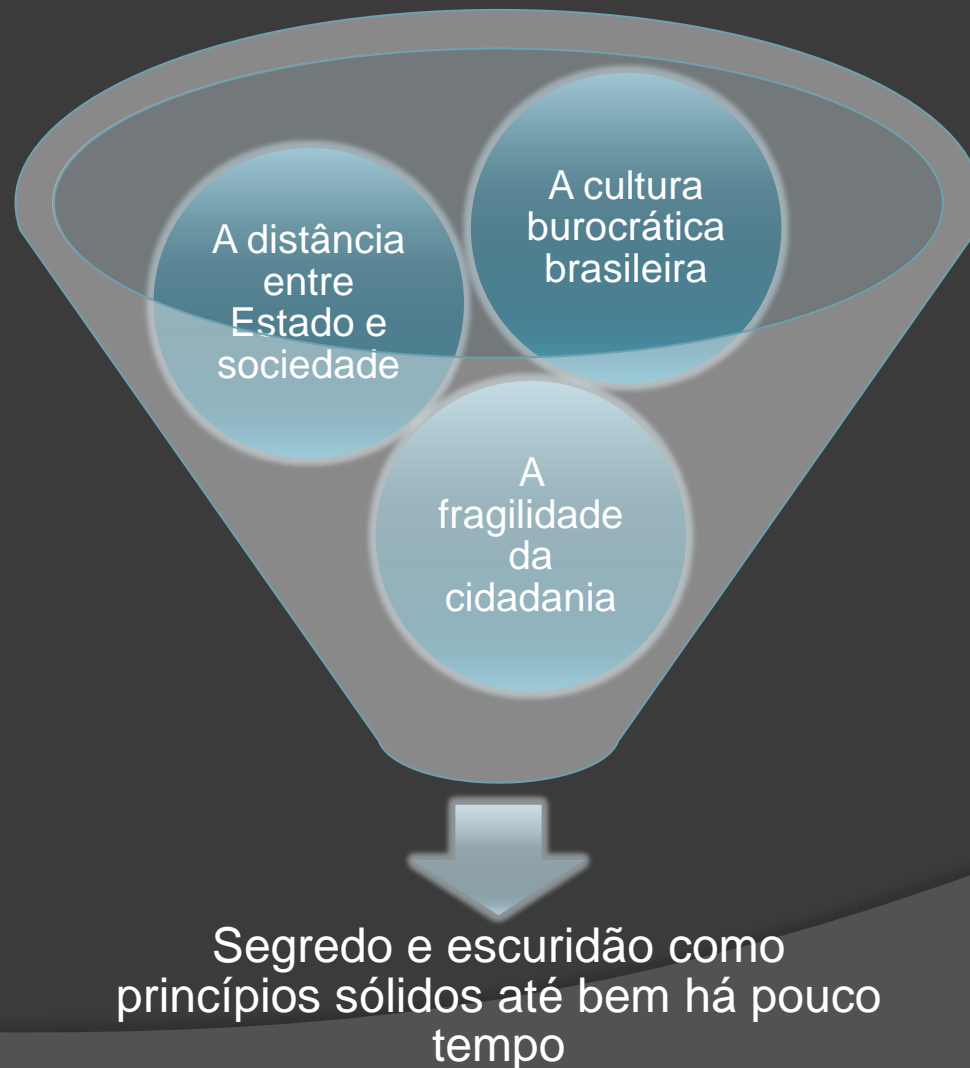 A distância
entre
Estado e
sociedade
A cultura
burocrática
brasileira
A
fragilidade
da
cidadania
Segredo e escuridão como
princípios sólidos até bem há pouco
tempo